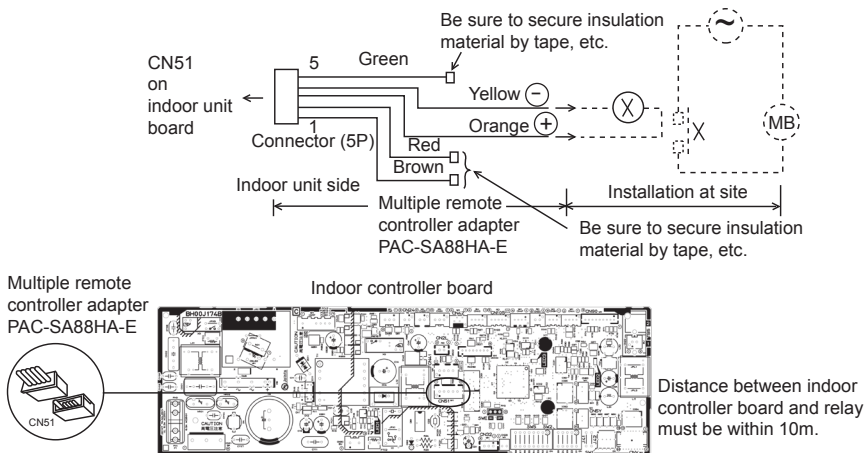 Be sure to secure insulation
material by tape, etc.
CN51
on
indoor unit
board
5
Green
Yellow −
Orange +
1
Connector (5P)
Red
Brown
X
X
~
MB
Indoor unit side
Installation at site
Multiple remote
controller adapter
PAC-SA88HA-E
Be sure to secure insulation
material by tape, etc.
Multiple remote
controller adapter
PAC-SA88HA-E
Indoor controller board
BH00J174B
CAUTION
CAUTION
CN51
CN51
Distance between indoor
controller board and relay
must be within 10m.